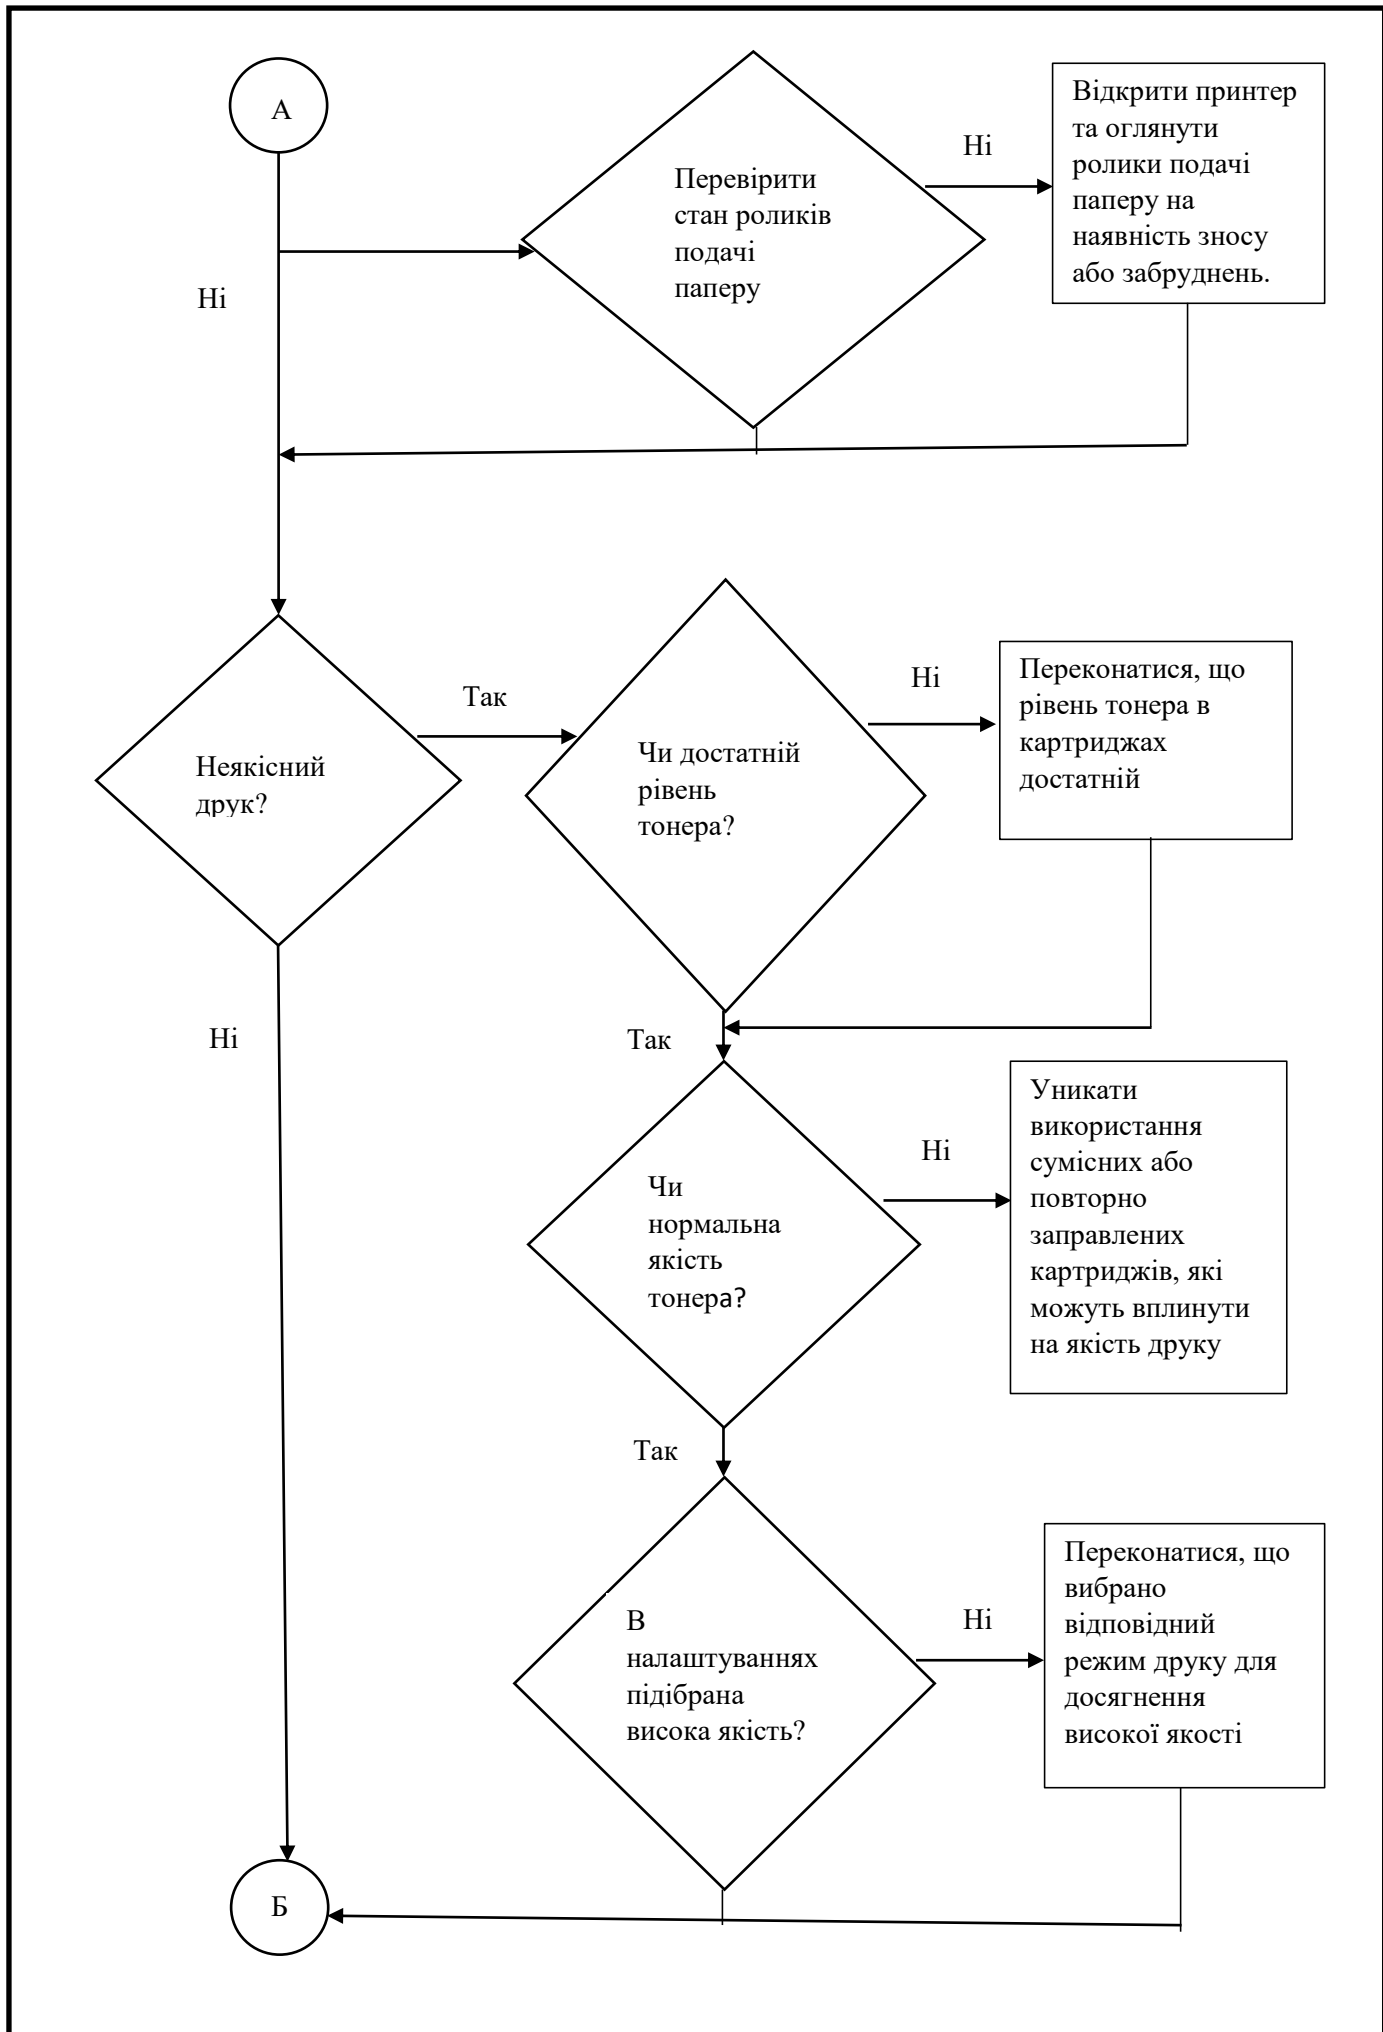 А
Перевірити
стан роликів
подачі
паперу
Ні
Відкрити принтер
та оглянути
ролики подачі
паперу на
наявність зносу
або забруднень.
Ні
Неякісний
друк?
Так
Чи достатній
рівень
тонера?
Ні
Переконатися, що
рівень тонера в
картриджах
достатній
Ні
Так
Чи
нормальна
якість
тонера?
Ні
Уникати
використання
сумісних або
повторно
заправлених
картриджів, які
можуть вплинути
на якість друку
Так
В
налаштуваннях
підібрана
висока якість?
Ні
Переконатися, що
вибрано
відповідний
режим друку для
досягнення
високої якості
Б